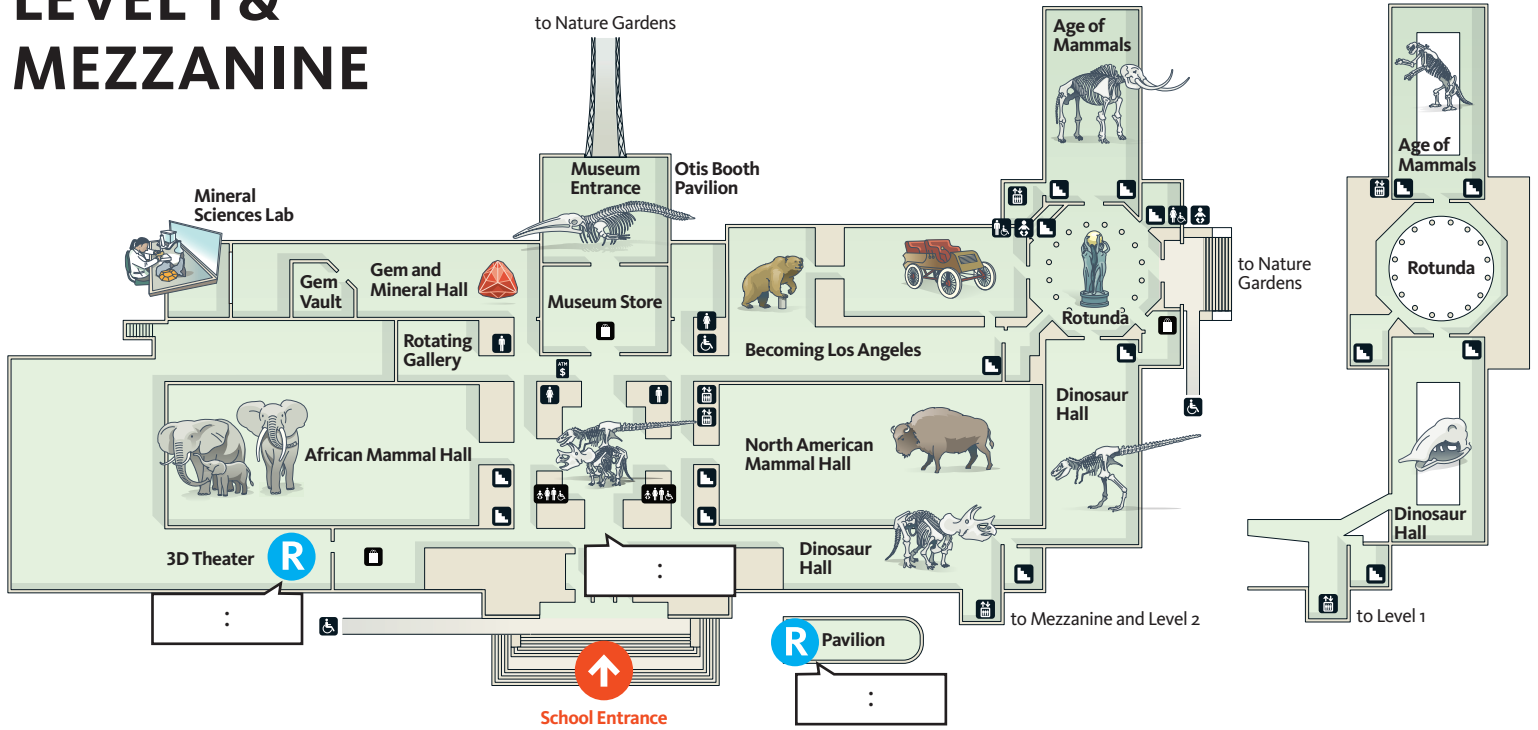 LEVEL 1 &
MEZZANINE
to Nature Gardens
Age of
Mammals
Age of
Mammals
Museum
Entrance
Otis Booth
Pavilion
Mineral
Sciences Lab
Gem
Vault
Gem and
Mineral Hall
Museum Store
Rotunda
to Nature
Gardens
Rotunda
Rotating
Gallery
Becoming Los Angeles
ATM
$
Dinosaur
Hall
African Mammal Hall
North American
Mammal Hall
Dinosaur
Hall
3D Theater
R
:
Dinosaur
Hall
:
to Mezzanine and Level 2
to Level 1
:
R
Pavilion
:
School Entrance